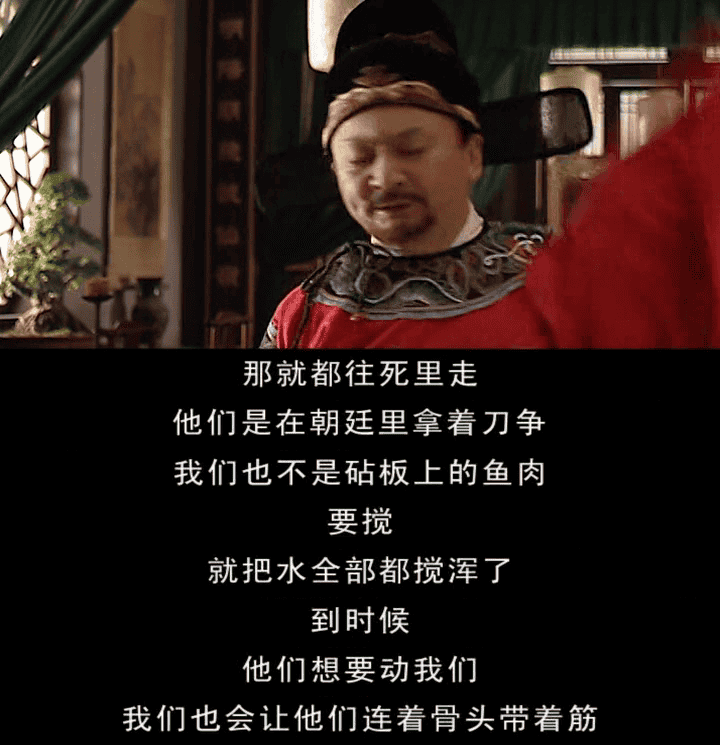 那就都往死里走
他们是在朝廷里拿着刀争
我们也不是砧板上的鱼肉
要搅
就把水全部都搅浑了
到时候
他们想要动我们
我们也会让他们连着骨头带着筋